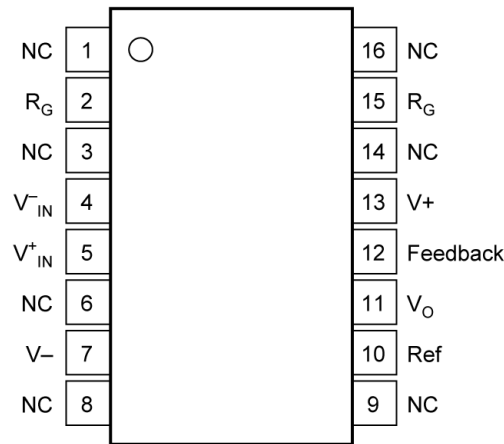 NC 1 16 NC
R_G 2 15 R_G
NC 3 14 NC
V⁻_IN 4 13 V+
V⁺_IN 5 12 Feedback
NC 6 11 V_O
V– 7 10 Ref
NC 8 9 NC